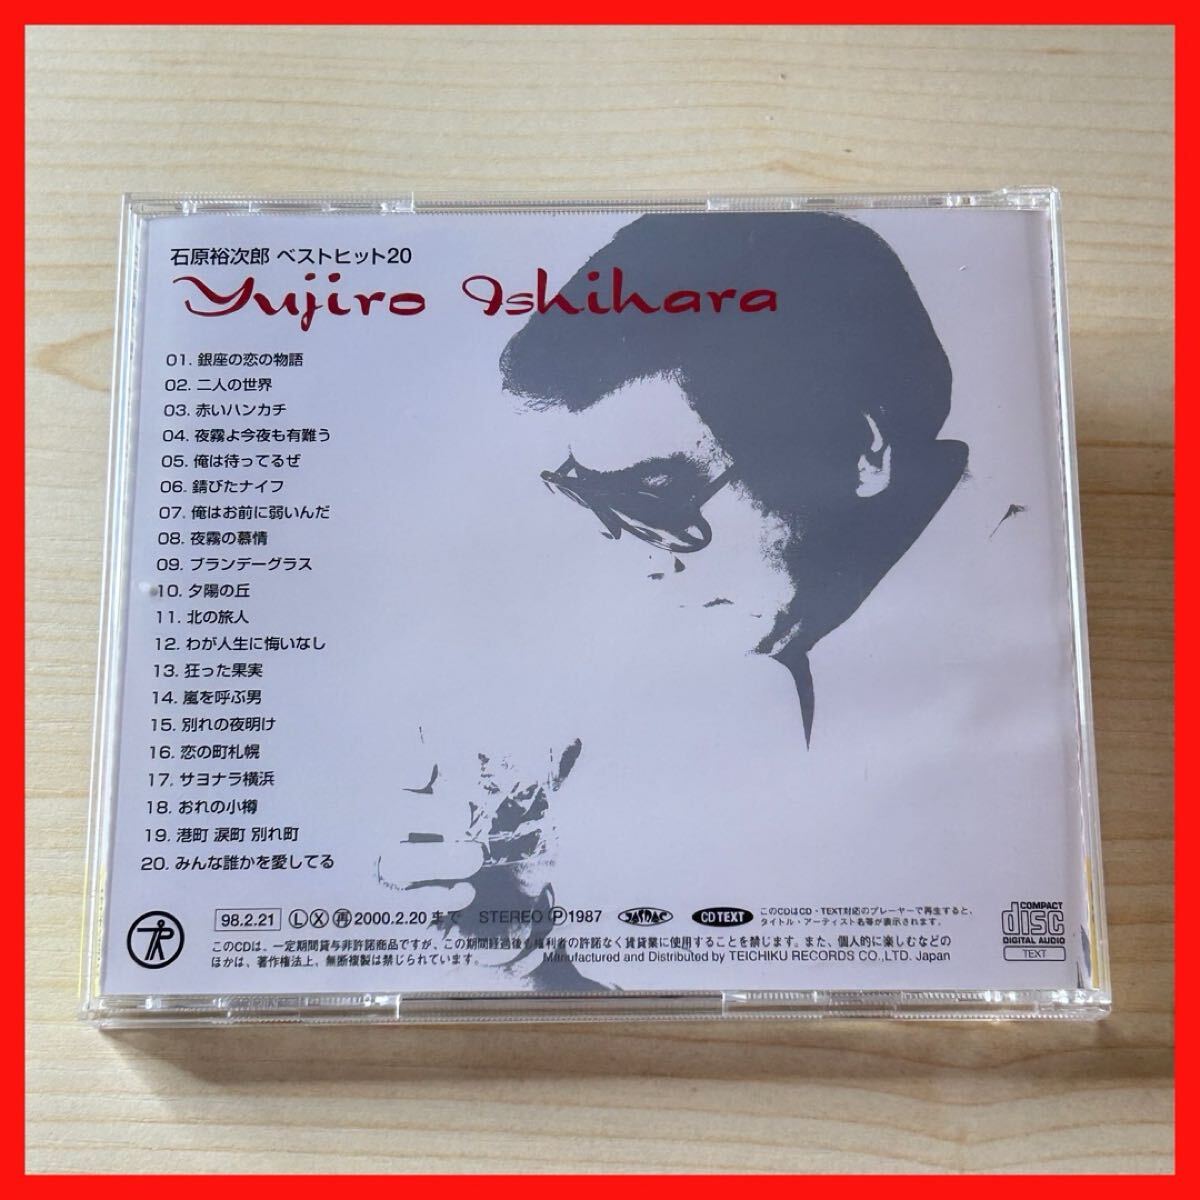 石原裕次郎 ベストヒット20
Yujiro Ishihara
01. 銀座の恋の物語
02. 二人の世界
03. 赤いハンカチ
04. 夜霧よ今夜も有難う
05. 俺は待ってるぜ
06. 錆びたナイフ
07. 俺はお前に弱いんだ
08. 夜霧の慕情
09. ブランデーグラス
10. 夕陽の丘
11. 北の旅人
12. わが人生に悔いなし
13. 狂った果実
14. 嵐を呼ぶ男
15. 別れの夜明け
16. 恋の町札幌
17. サヨナラ横浜
18. おれの小樽
19. 港町 涙町 別れ町
20. みんな誰かを愛してる
98.2.21 Ⓛ Ⓧ ㊢2000.2.20 まで STEREO Ⓟ1987 JASRAC CD TEXT
このCDはCD・TEXT対応のプレーヤーで再生すると、
タイトル・アーティスト名等が表示されます。
COMPACT
disc
DIGITAL AUDIO
TEXT
このCDは、一定期間貸与非許諾商品ですが、この期間経過後も権利者の許諾なく賃貸業に使用することを禁じます。また、個人的に楽しむなどの
ほかは、著作権法上、無断複製は禁じられています。
Manufactured and Distributed by TEICHIKU RECORDS CO.,LTD. Japan